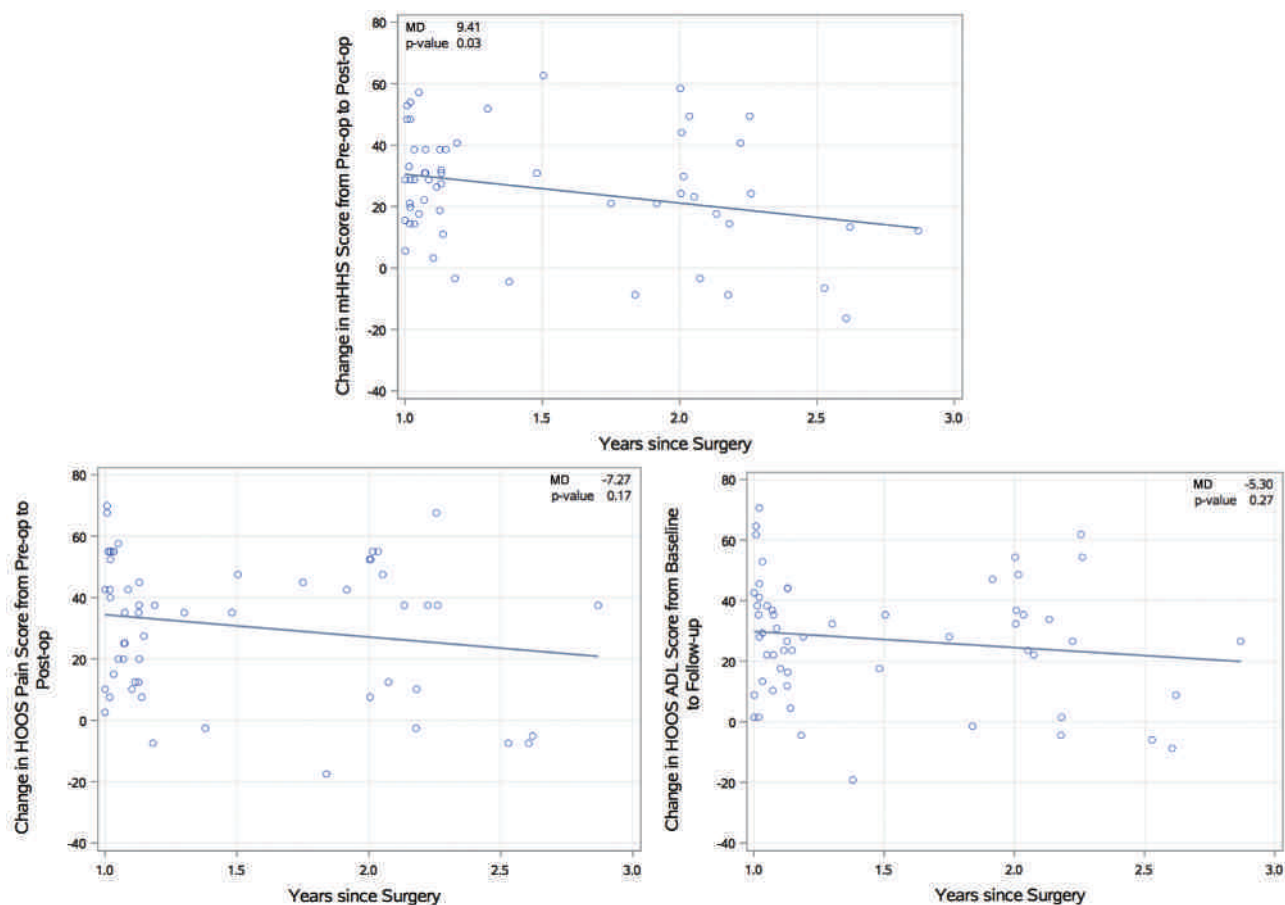 MD 9.41
p-value 0.03
Change in mHHS Score from Pre-op to Post-op
80
60
40
20
0
-20
-40
1.0 1.5 2.0 2.5 3.0
Years since Surgery
MD -7.27
p-value 0.17
Change in HOOS Pain Score from Pre-op to
Post-op
80
60
40
20
0
-20
-40
1.0 1.5 2.0 2.5 3.0
Years since Surgery
MD -5.30
p-value 0.27
Change in HOOS ADL Score from Baseline
to Follow-up
80
60
40
20
0
-20
-40
1.0 1.5 2.0 2.5 3.0
Years since Surgery